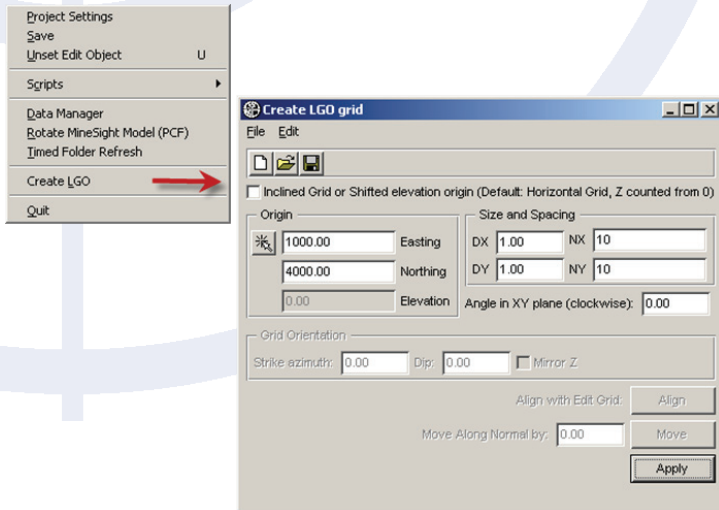 Project Settings
Save
Unset Edit Object U
Scripts
Data Manager
Rotate MineSight Model (PCF)
Timed Folder Refresh
Create LGO
Quit
Create LGO grid
File Edit
Inclined Grid or Shifted elevation origin (Default: Horizontal Grid, Z counted from 0)
Origin
1000.00 Easting
4000.00 Northing
0.00 Elevation
Size and Spacing
DX 1.00 NX 10
DY 1.00 NY 10
Angle in XY plane (clockwise): 0.00
Grid Orientation
Strike azimuth: 0.00 Dip: 0.00 Mirror Z
Align with Edit Grid: Align
Move Along Normal by: 0.00 Move
Apply